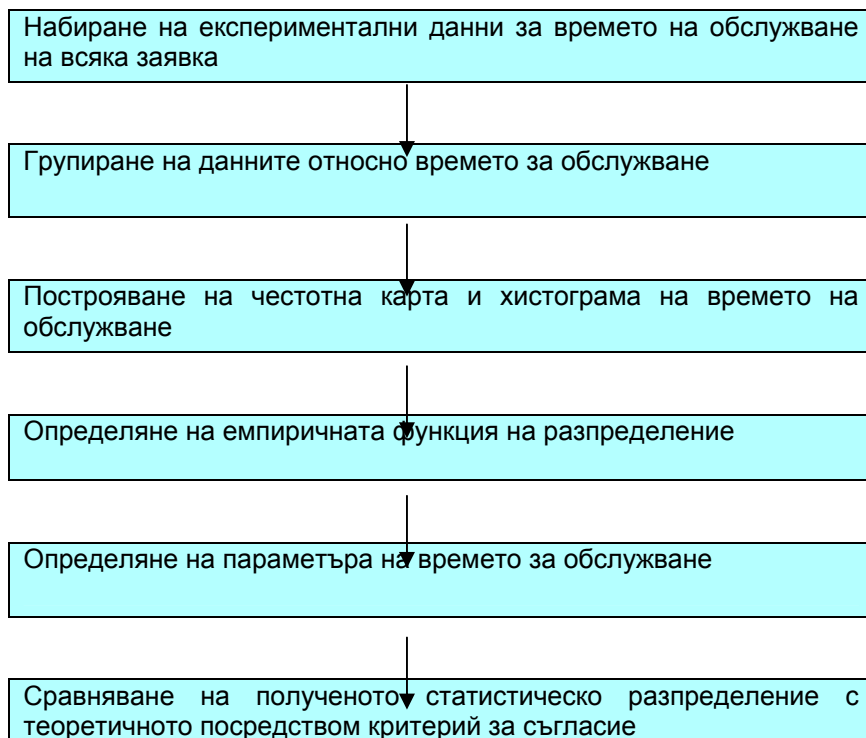 Набиране на експериментални данни за времето на обслужване
на всяка заявка
Групиране на данните относно времето за обслужване
Построяване на честотна карта и хистограма на времето на
обслужване
Определяне на емпиричната функция на разпределение
Определяне на параметъра на времето за обслужване
Сравняване на полученото статистическо разпределение с
теоретичното посредством критерий за съгласие